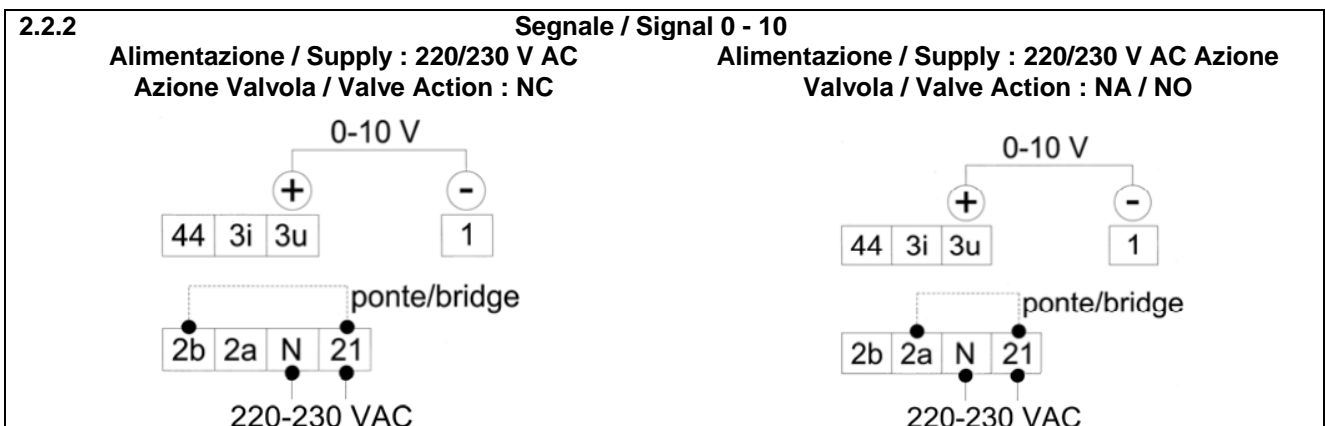 2.2.2 Segnale / Signal 0 - 10
Alimentazione / Supply : 220/230 V AC
Azione Valvola / Valve Action : NC
0-10 V
+ -
44 3i 3u 1
ponte/bridge
2b 2a N 21
220-230 VAC
Alimentazione / Supply : 220/230 V AC Azione
Valvola / Valve Action : NA / NO
0-10 V
+ -
44 3i 3u 1
ponte/bridge
2b 2a N 21
220-230 VAC